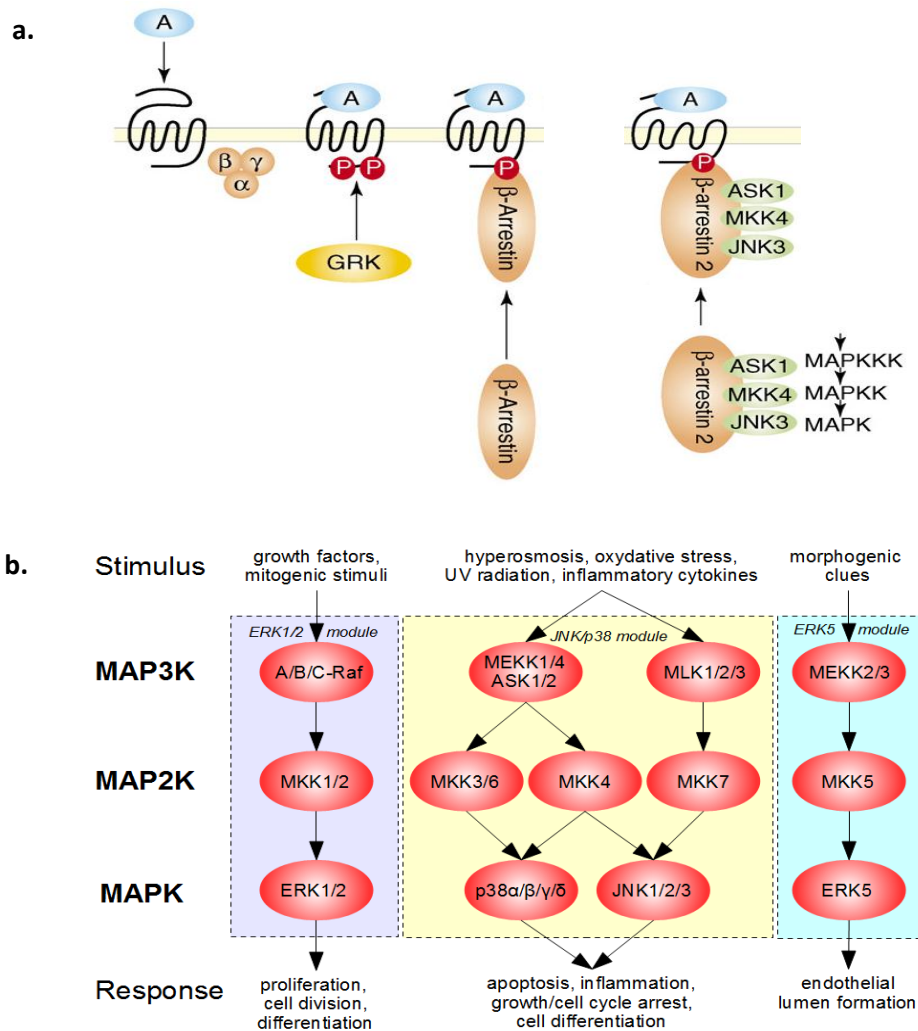 a.
A
β γ
α
A
P P
GRK
A
P
β-Arrestin
β-Arrestin
A
P
β-arrestin 2
ASK1
MKK4
JNK3
β-arrestin 2
ASK1
MKK4
JNK3
MAPKKK
MAPKK
MAPK
b.
Stimulus
growth factors,
mitogenic stimuli
hyperosmosis, oxydative stress,
UV radiation, inflammatory cytokines
morphogenic
clues
ERK1/2 module
JNK/p38 module
ERK5 module
MAP3K
A/B/C-Raf
MEKK1/4
ASK1/2
MLK1/2/3
MEKK2/3
MAP2K
MKK1/2
MKK3/6
MKK4
MKK7
MKK5
MAPK
ERK1/2
p38α/β/γ/δ
JNK1/2/3
ERK5
Response
proliferation,
cell division,
differentiation
apoptosis, inflammation,
growth/cell cycle arrest,
cell differentiation
endothelial
lumen formation